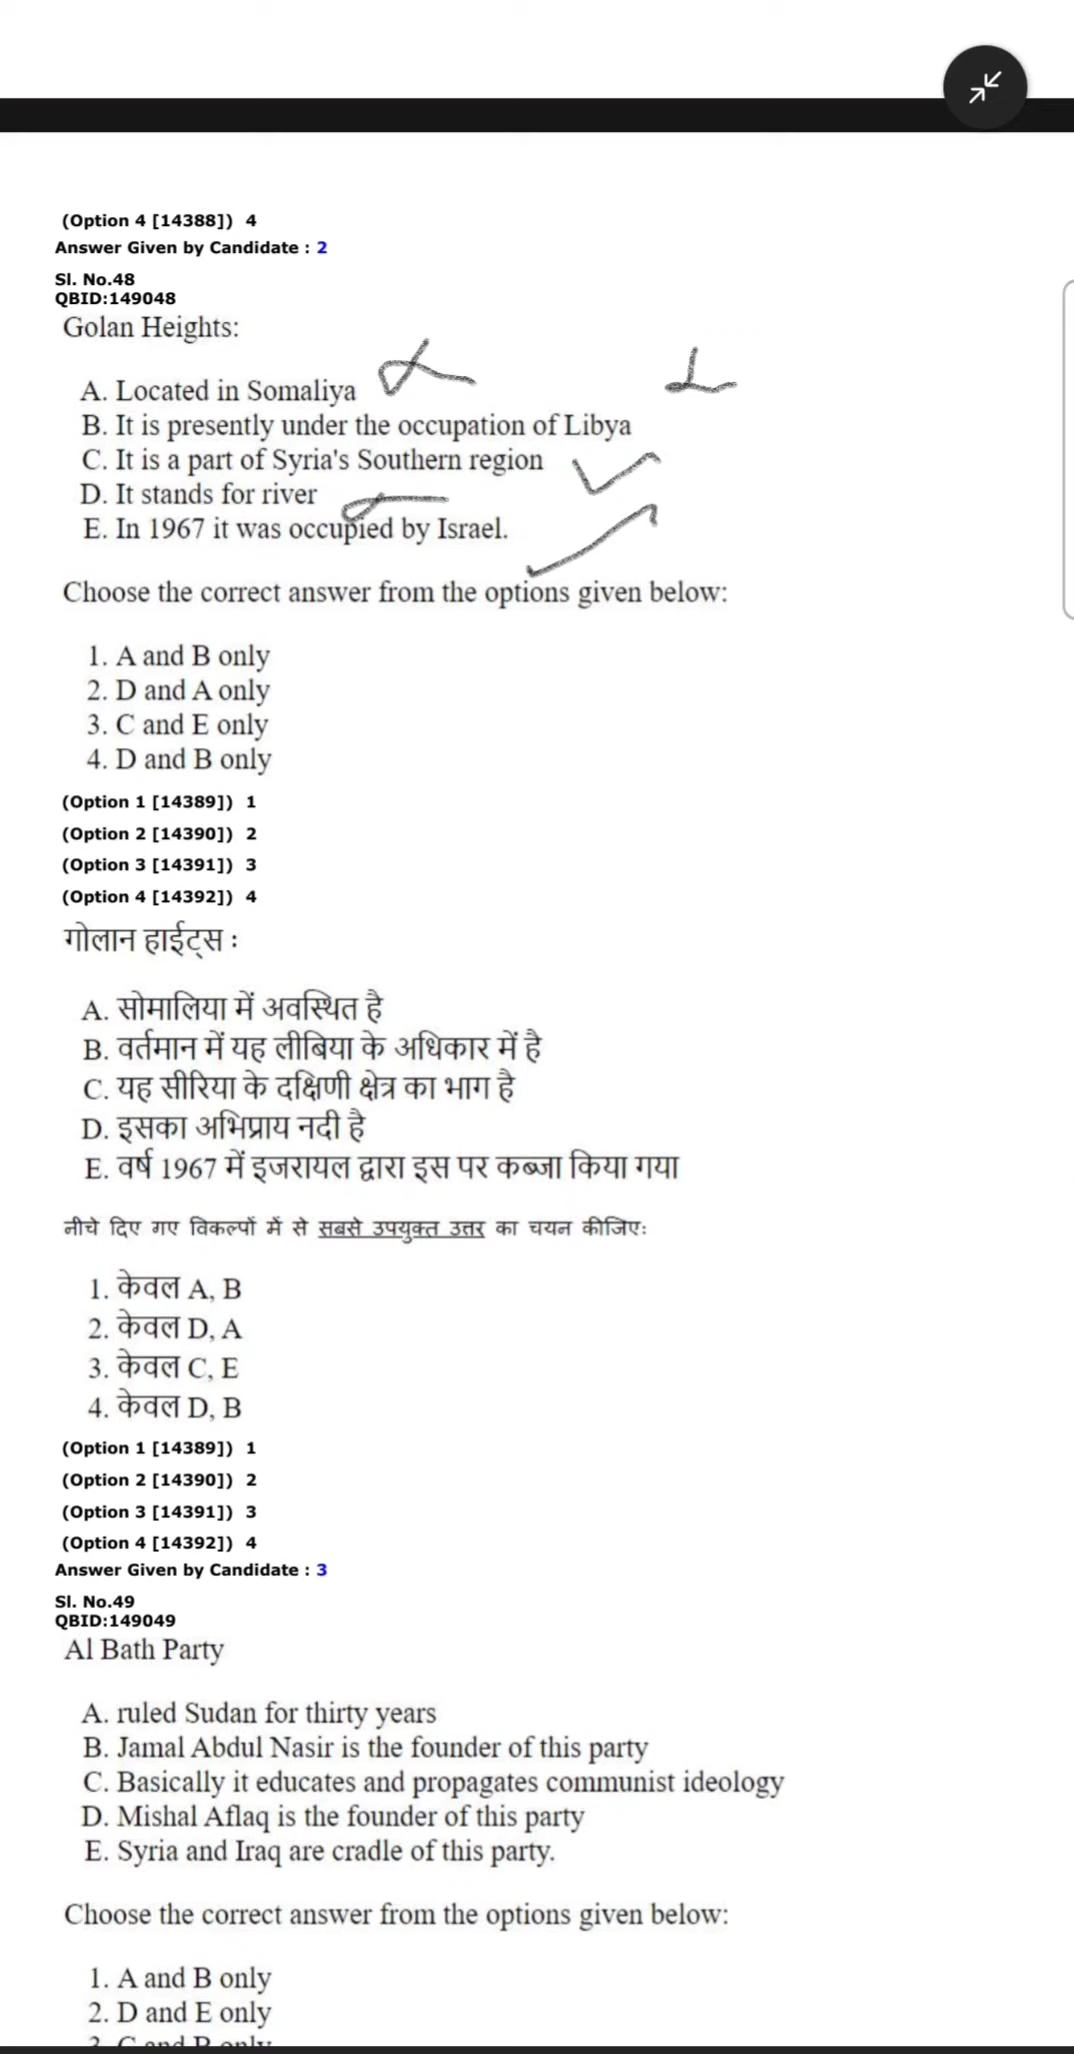 (Option 4 [14388]) 4
Answer Given by Candidate : 2
Sl. No.48
QBID:149048
Golan Heights:
A. Located in Somaliya
B. It is presently under the occupation of Libya
C. It is a part of Syria's Southern region
D. It stands for river
E. In 1967 it was occupied by Israel.
Choose the correct answer from the options given below:
1. A and B only
2. D and A only
3. C and E only
4. D and B only
(Option 1 [14389]) 1
(Option 2 [14390]) 2
(Option 3 [14391]) 3
(Option 4 [14392]) 4
गोलान हाईट्स :
A. सोमालिया में अवस्थित है
B. वर्तमान में यह लीबिया के अधिकार में है
C. यह सीरिया के दक्षिणी क्षेत्र का भाग है
D. इसका अभिप्राय नदी है
E. वर्ष 1967 में इजरायल द्वारा इस पर कब्जा किया गया
नीचे दिए गए विकल्पों में से सबसे उपयुक्त उत्तर का चयन कीजिए:
1. केवल A, B
2. केवल D, A
3. केवल C, E
4. केवल D, B
(Option 1 [14389]) 1
(Option 2 [14390]) 2
(Option 3 [14391]) 3
(Option 4 [14392]) 4
Answer Given by Candidate : 3
Sl. No.49
QBID:149049
Al Bath Party
A. ruled Sudan for thirty years
B. Jamal Abdul Nasir is the founder of this party
C. Basically it educates and propagates communist ideology
D. Mishal Aflaq is the founder of this party
E. Syria and Iraq are cradle of this party.
Choose the correct answer from the options given below:
1. A and B only
2. D and E only